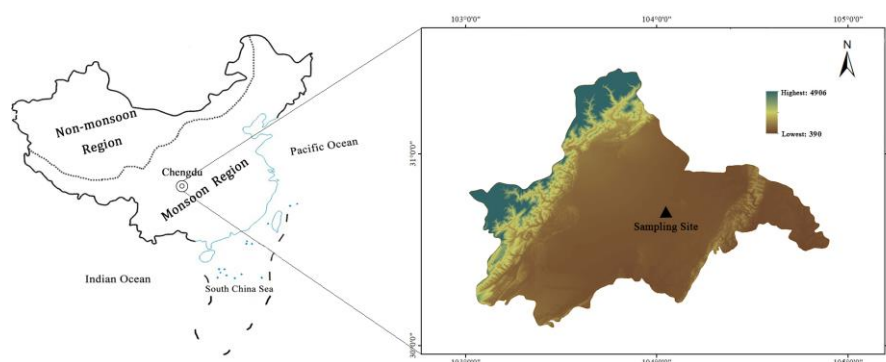 Non-monsoon
Region
Chengdu
Monsoon Region
Pacific Ocean
Indian Ocean
South China Sea
103°0'0"
104°0'0"
105°0'0"
N
Highest: 4906
Lowest: 390
31°0'0"
Sampling Site